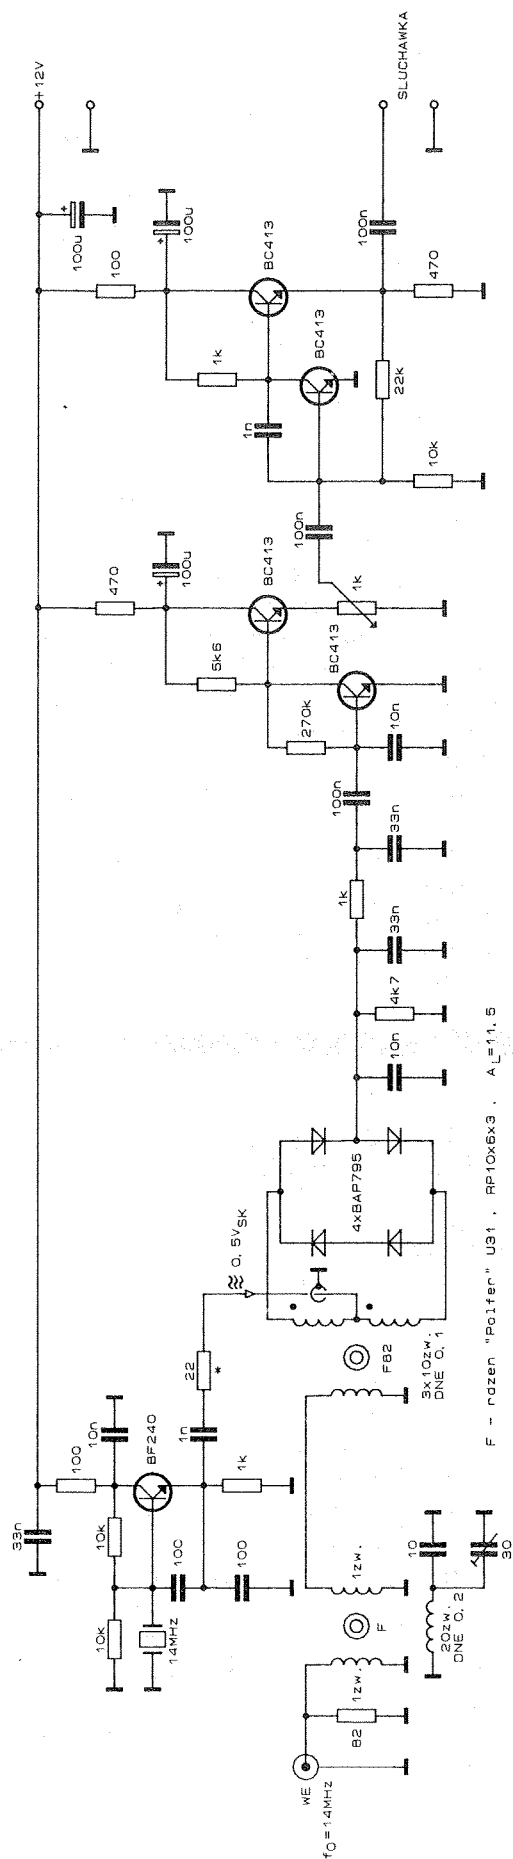 WE
f0=14MHz
82
1zw.
F
1zw.
20zw.
DNE 0,2
10
30
10k
14MHz
10k
33n
100
100
100
10n
BF240
1n
1k
22
*
≈ 0,5VSK
F82
3x10zw.
DNE 0,1
4xBAP795
10n
4k7
33n
1k
33n
100n
10n
270k
BC413
5k6
470
+
100u
BC413
1k
100n
1n
BC413
1k
10k
22k
BC413
100
+
100u
470
100n
+
100u
+12V
SLUCHAWKA
F - rdzen "Polfer" U31, RP10x6x3, AL=11,5